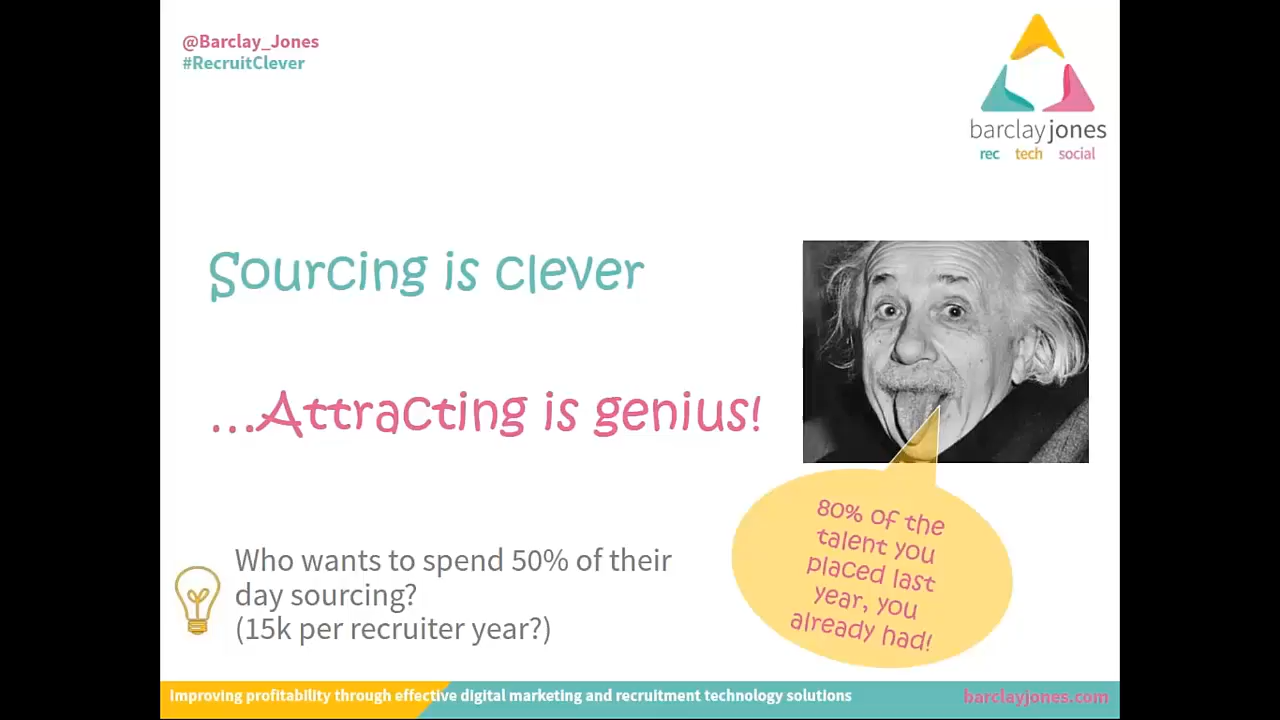 @Barclay_Jones
#RecruitClever
barclayjones
rec tech social
Sourcing is clever
...Attracting is genius!
80% of the
talent you
placed last
year, you
already had!
Who wants to spend 50% of their
day sourcing?
(15k per recruiter year?)
Improving profitability through effective digital marketing and recruitment technology solutions
barclayjones.com